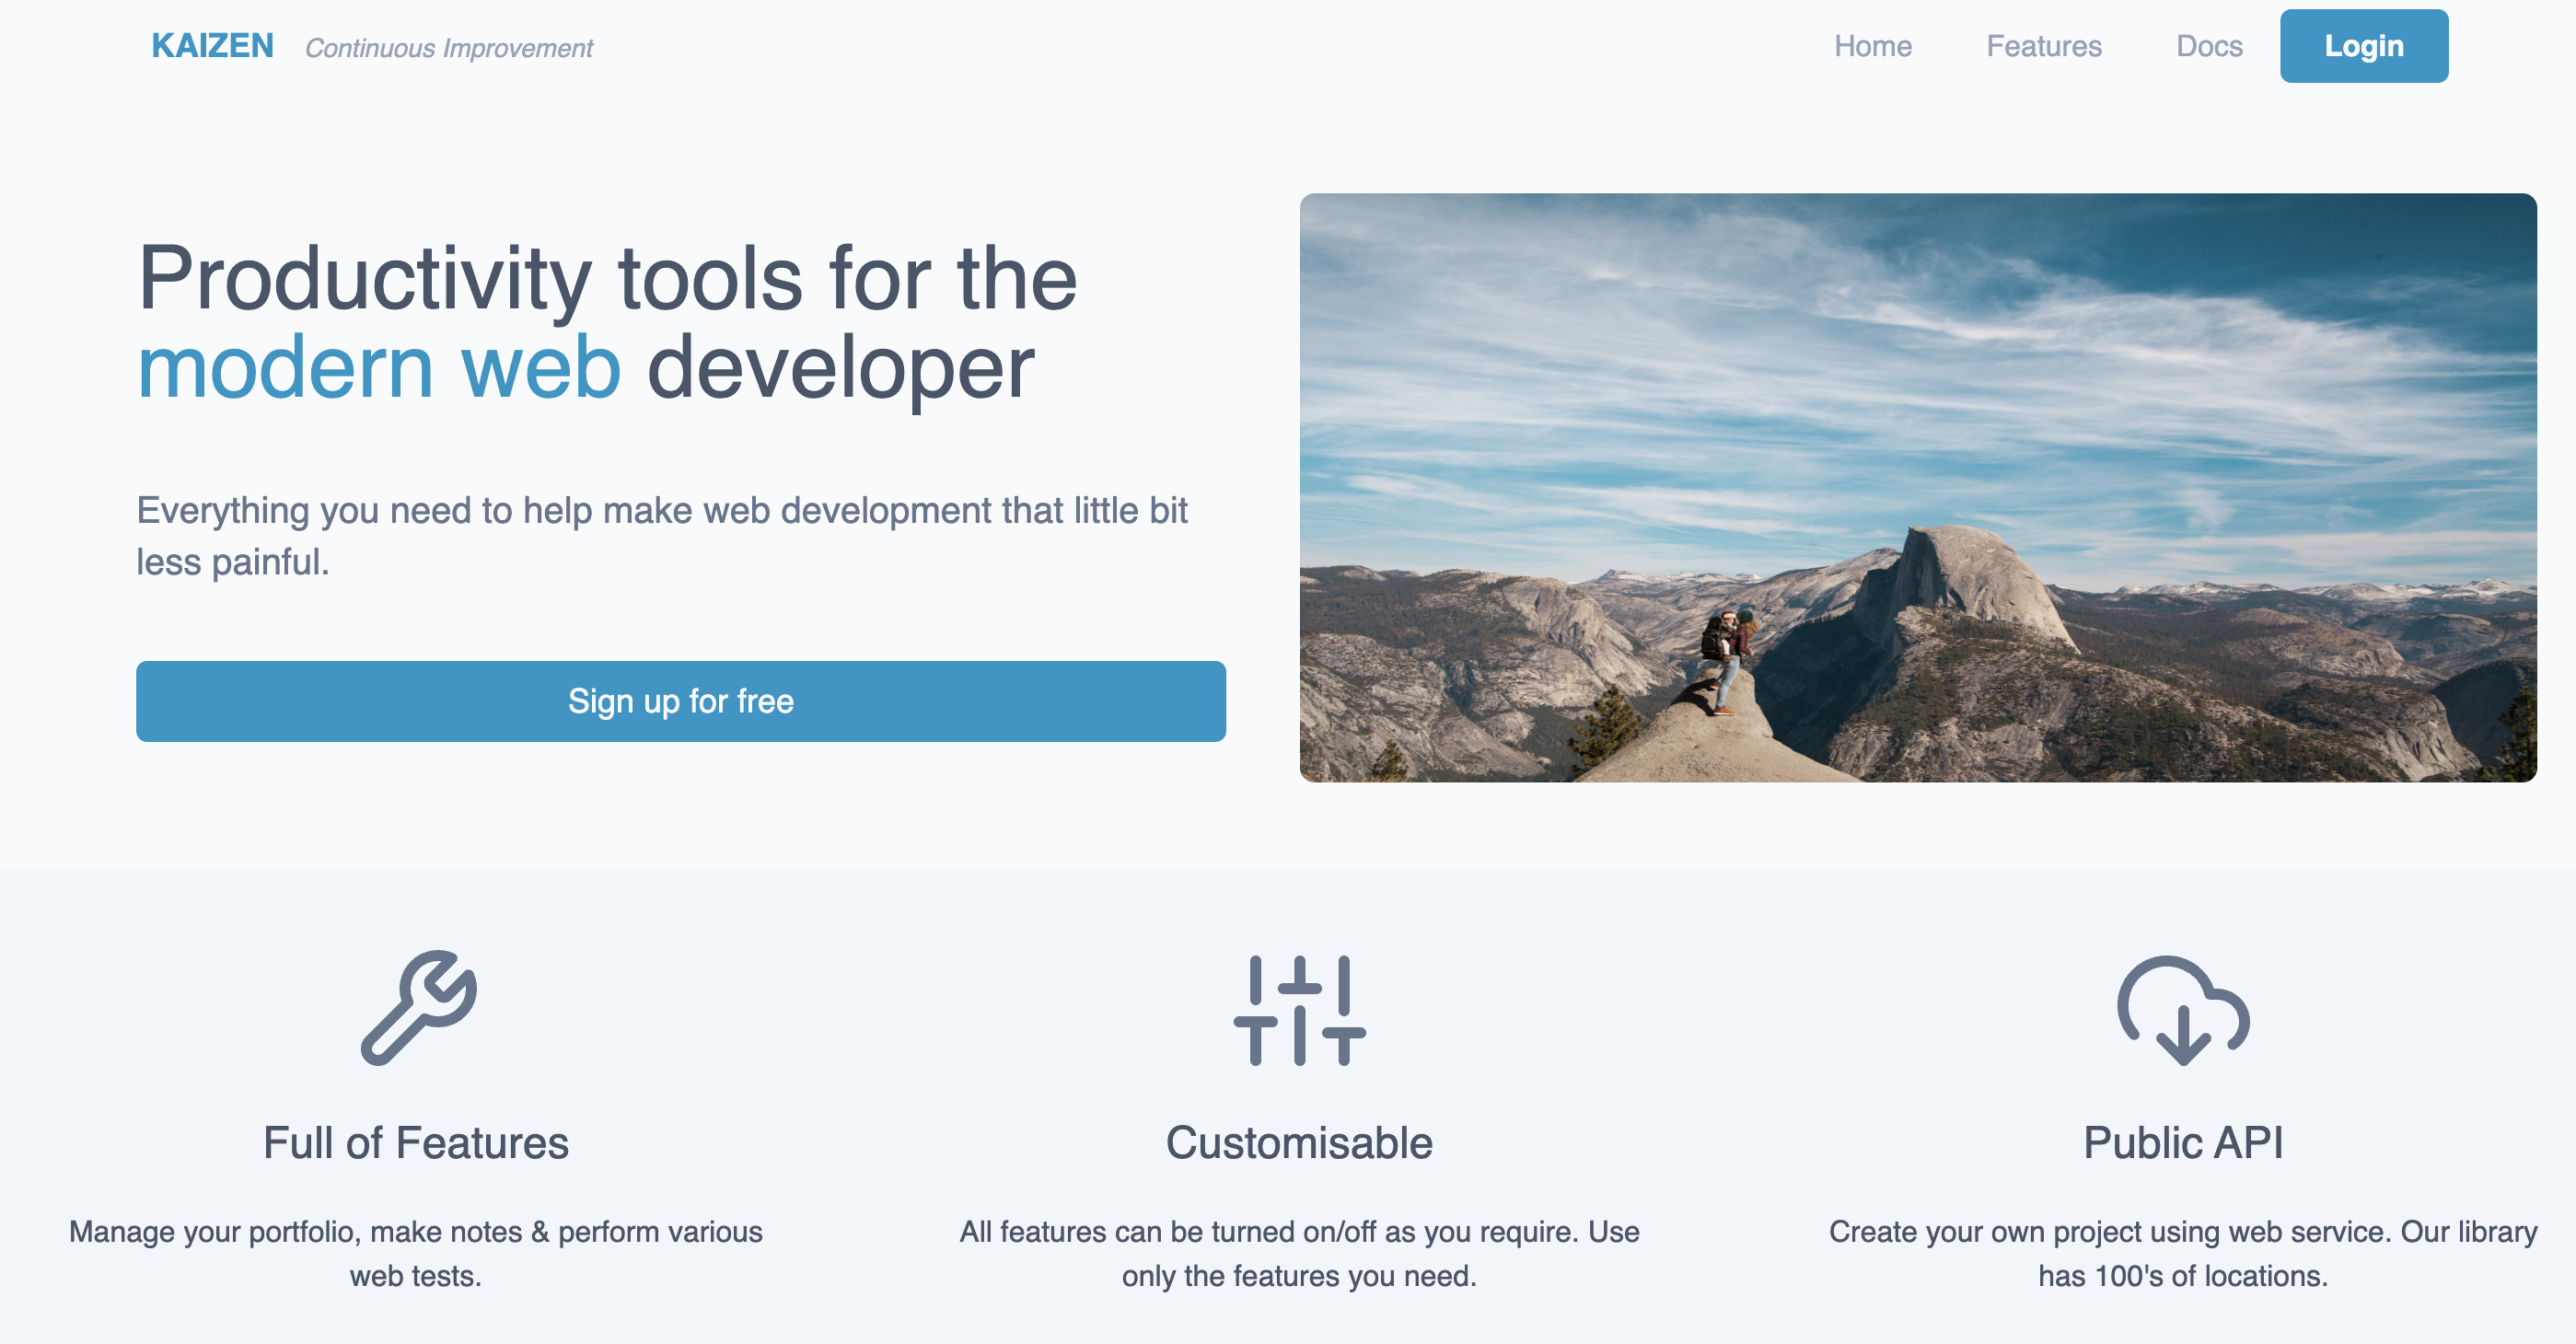 KAIZEN Continuous Improvement Home Features Docs Login
Productivity tools for the
modern web developer
Everything you need to help make web development that little bit
less painful.
Sign up for free
Full of Features
Manage your portfolio, make notes & perform various
web tests.
Customisable
All features can be turned on/off as you require. Use
only the features you need.
Public API
Create your own project using web service. Our library
has 100's of locations.